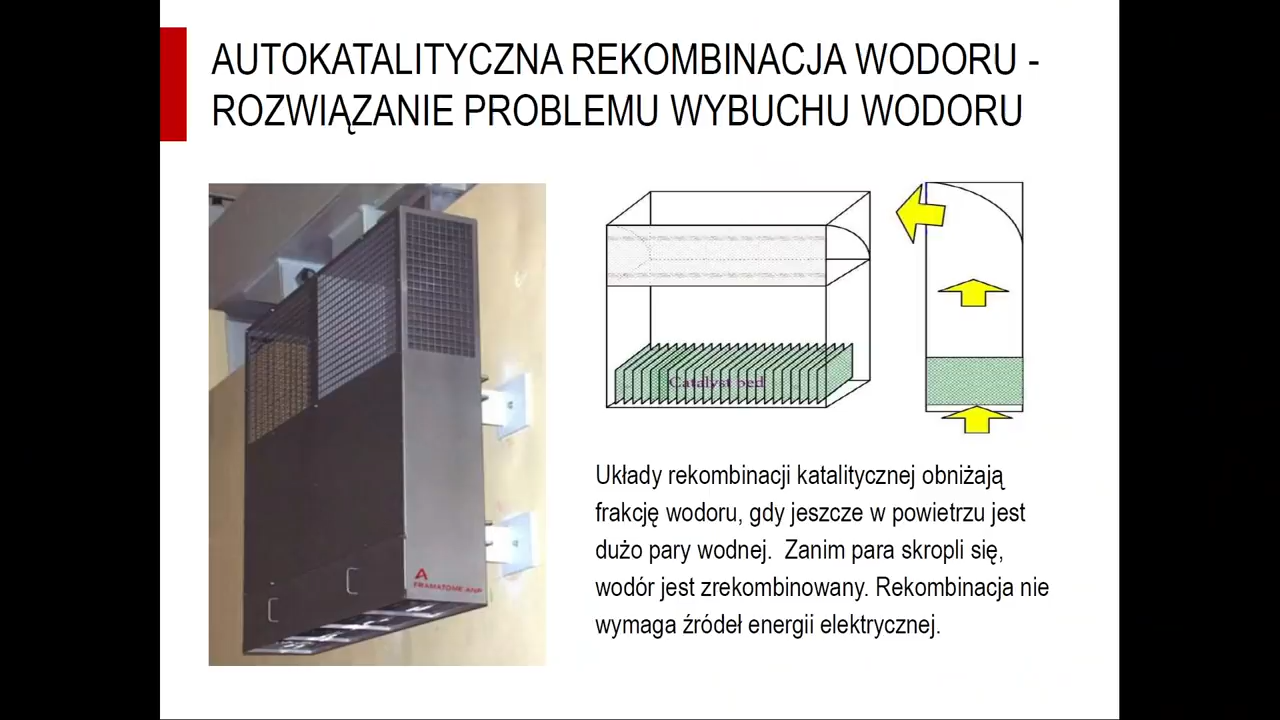 AUTOKATALITYCZNA REKOMBINACJA WODORU -
ROZWIĄZANIE PROBLEMU WYBUCHU WODORU
Catalyst bed
A
FRAMATOME ANP
Układy rekombinacji katalitycznej obniżają
frakcję wodoru, gdy jeszcze w powietrzu jest
dużo pary wodnej. Zanim para skropli się,
wodór jest zrekombinowany. Rekombinacja nie
wymaga źródeł energii elektrycznej.